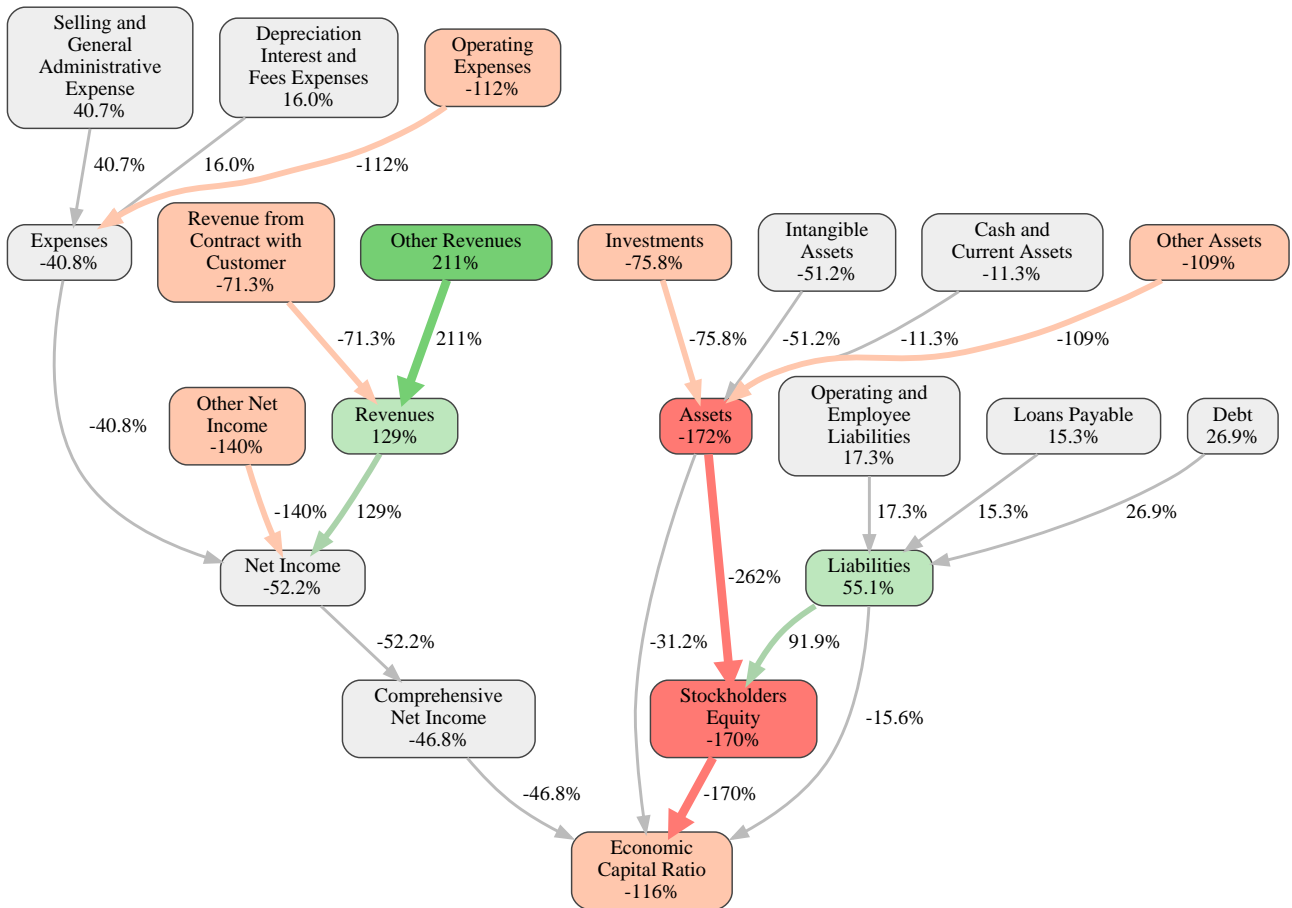 Selling and
General
Administrative
Expense
40.7%
Depreciation
Interest and
Fees Expenses
16.0%
Operating
Expenses
-112%
40.7%
16.0%
-112%
Expenses
-40.8%
Revenue from
Contract with
Customer
-71.3%
Other Revenues
211%
Investments
-75.8%
Intangible
Assets
-51.2%
Cash and
Current Assets
-11.3%
Other Assets
-109%
-71.3%
211%
-75.8%
-51.2%
-11.3%
-109%
-40.8%
Other Net
Income
-140%
Revenues
129%
Assets
-172%
Operating and
Employee
Liabilities
17.3%
Loans Payable
15.3%
Debt
26.9%
-140%
129%
17.3%
15.3%
26.9%
Net Income
-52.2%
-262%
Liabilities
55.1%
-52.2%
-31.2%
91.9%
Comprehensive
Net Income
-46.8%
Stockholders
Equity
-170%
-15.6%
-46.8%
-170%
Economic
Capital Ratio
-116%